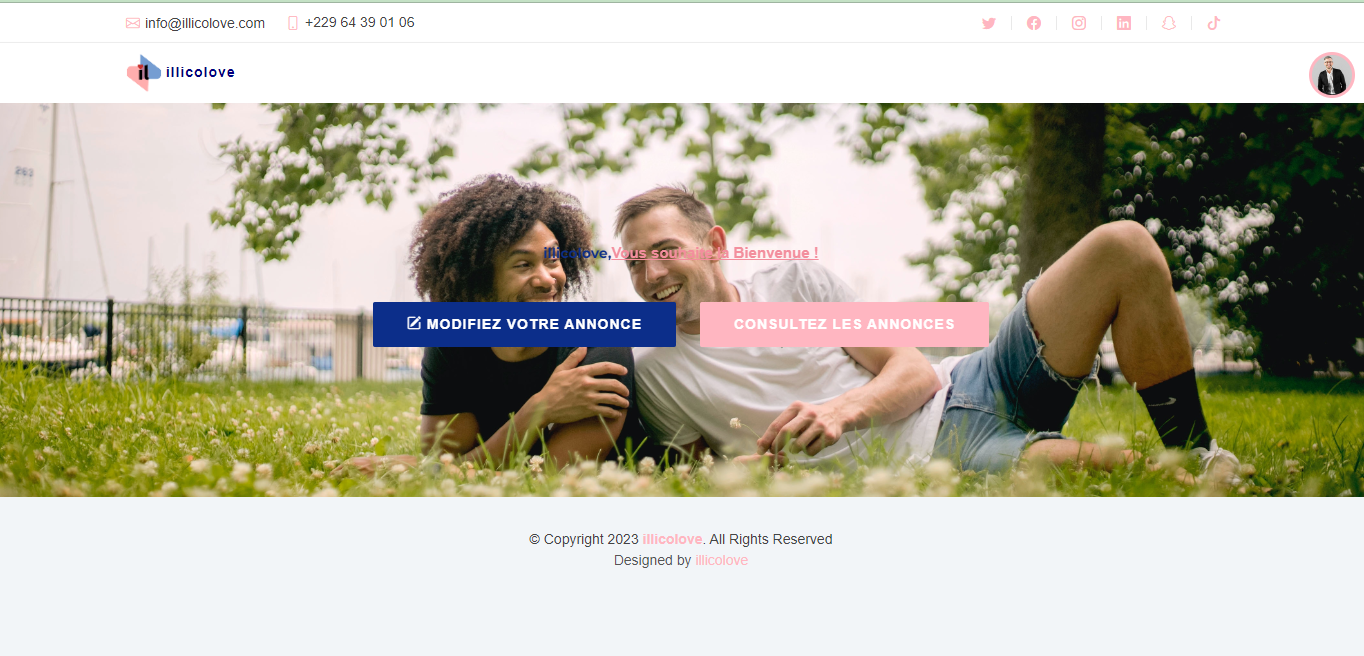 info@illicolove.com +229 64 39 01 06
il illicolove
263
illicolove,Vous souhaite la Bienvenue !
MODIFIEZ VOTRE ANNONCE CONSULTEZ LES ANNONCES
© Copyright 2023 illicolove. All Rights Reserved
Designed by illicolove